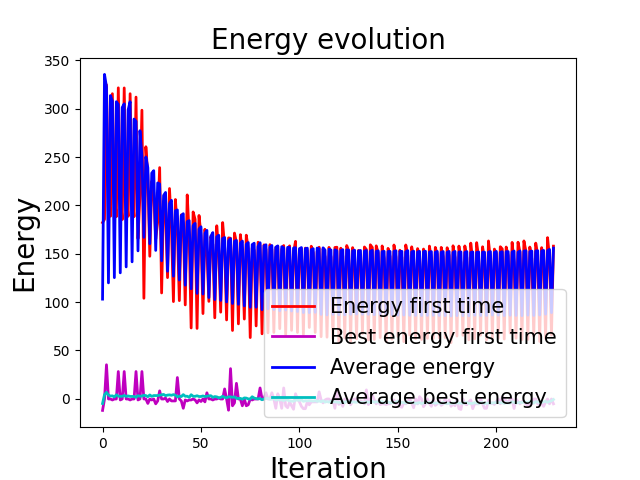 Energy evolution
350
300
250
200
150
100
50
0
Energy
Energy first time
Best energy first time
Average energy
Average best energy
0 50 100 150 200
Iteration